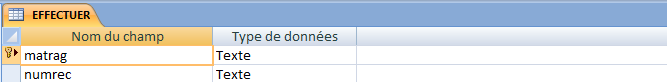 EFFECTUER
Nom du champ Type de données
matrag Texte
numrec Texte